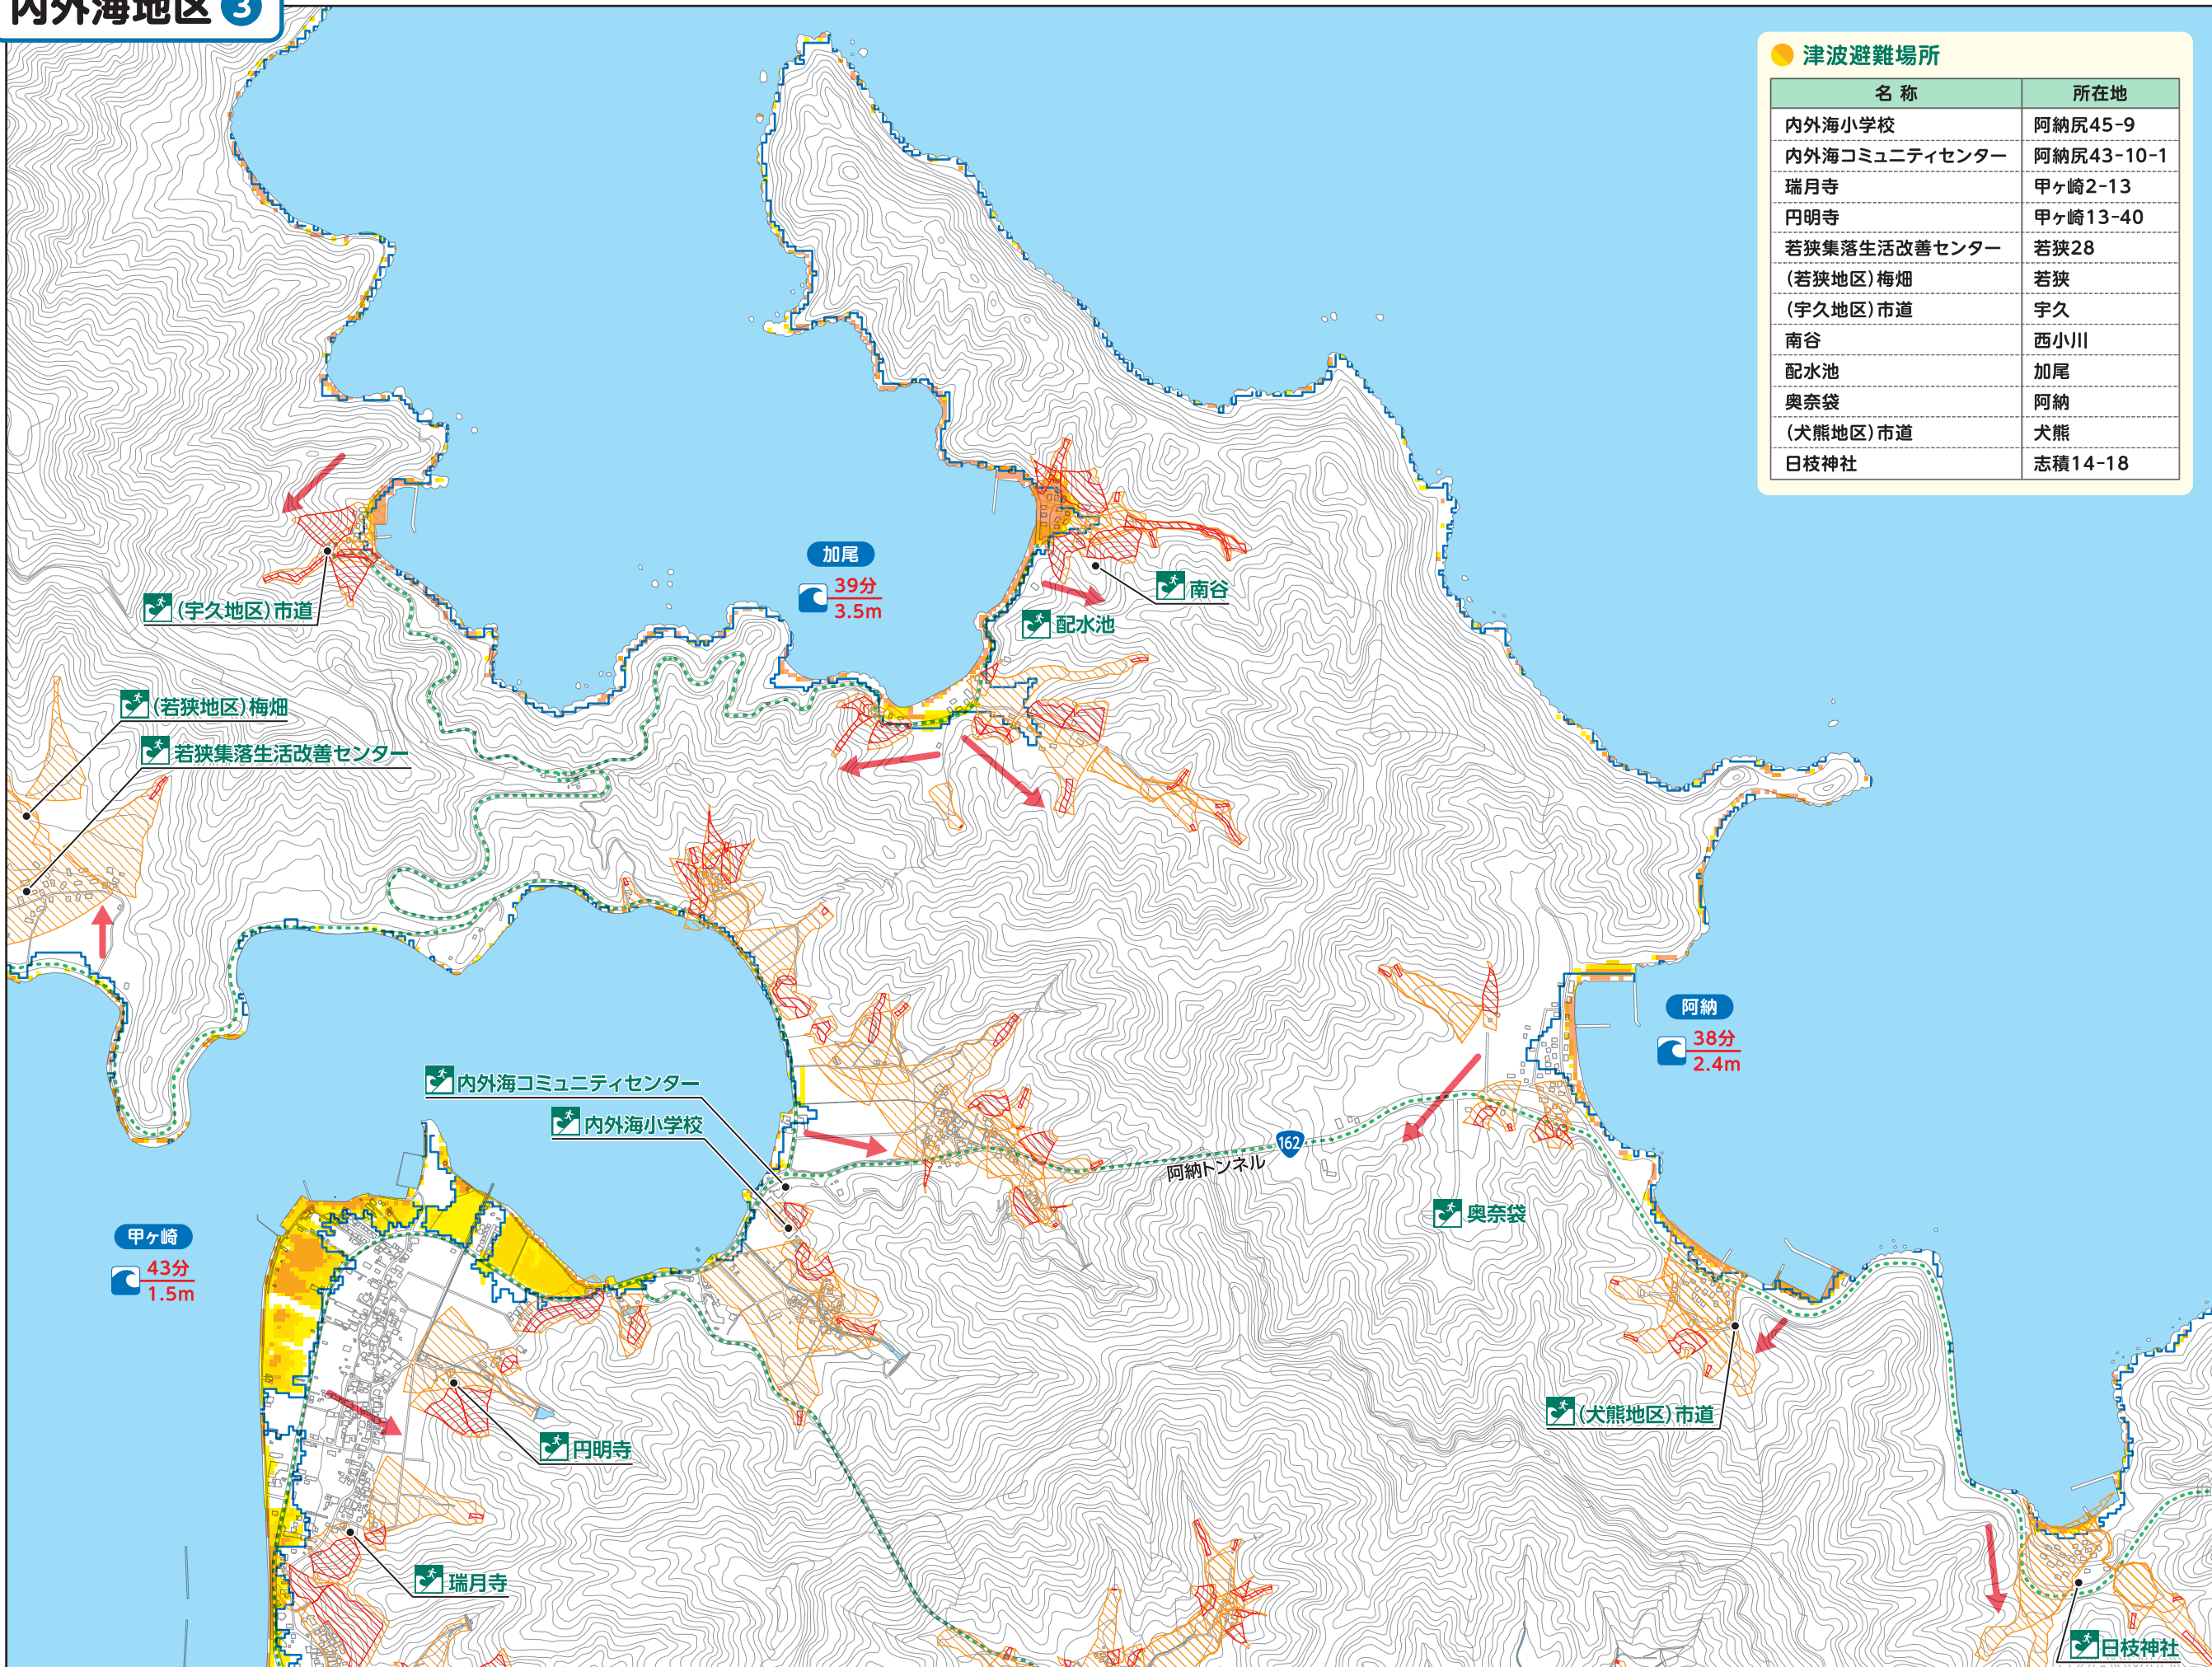 内外海地区 3
津波避難場所
名 称 所在地
内外海小学校 阿納尻45-9
内外海コミュニティセンター 阿納尻43-10-1
瑞月寺 甲ヶ崎2-13
円明寺 甲ヶ崎13-40
若狭集落生活改善センター 若狭28
(若狭地区)梅畑 若狭
(宇久地区)市道 宇久
南谷 西小川
配水池 加尾
奥奈袋 阿納
(犬熊地区)市道 犬熊
日枝神社 志積14-18
加尾
39分
3.5m
南谷
配水池
(宇久地区)市道
(若狭地区)梅畑
若狭集落生活改善センター
阿納
38分
2.4m
内外海コミュニティセンター
内外海小学校
162
阿納トンネル
奥奈袋
甲ヶ崎
43分
1.5m
(犬熊地区)市道
円明寺
瑞月寺
日枝神社